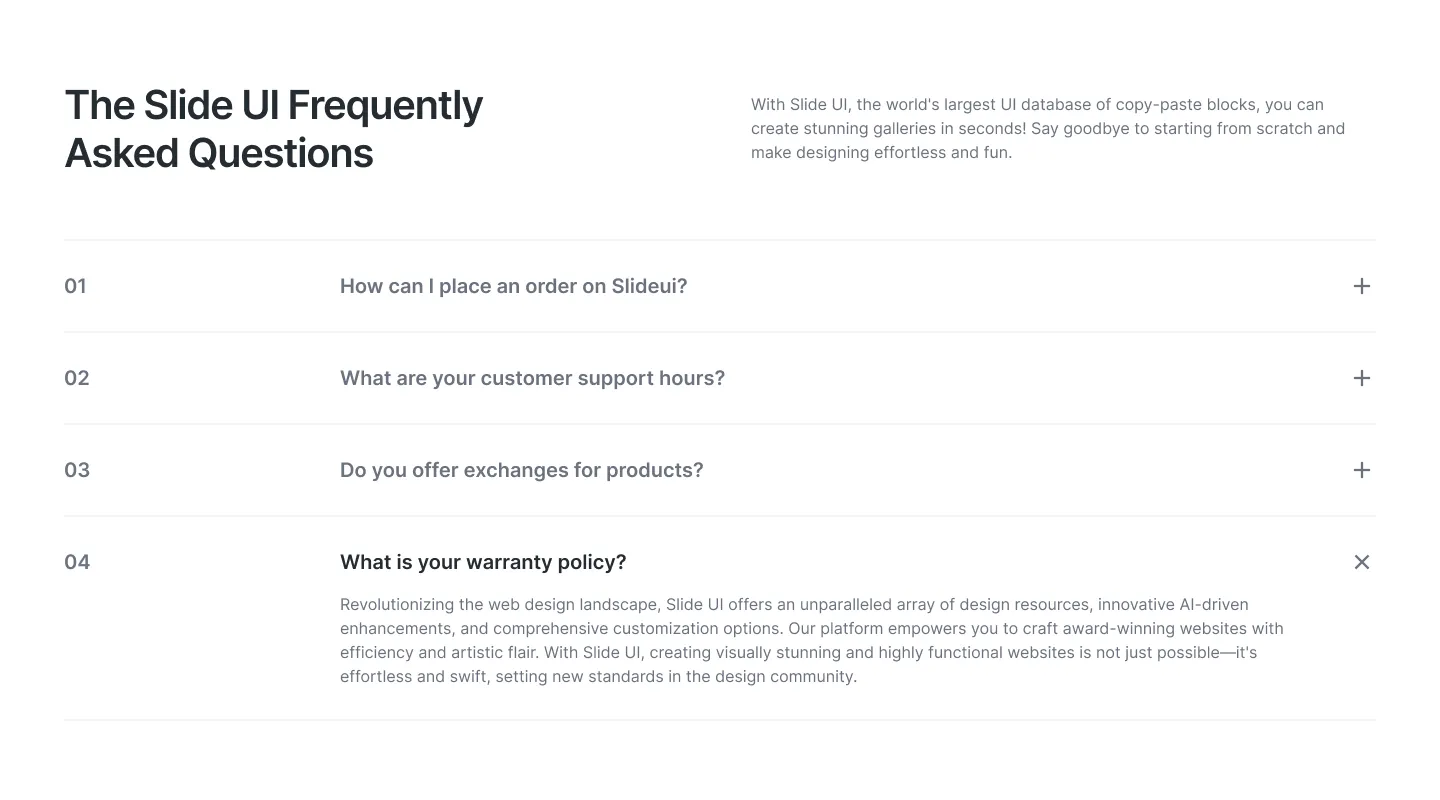 The Slide UI Frequently
Asked Questions
With Slide UI, the world's largest UI database of copy-paste blocks, you can
create stunning galleries in seconds! Say goodbye to starting from scratch and
make designing effortless and fun.
01
How can I place an order on Slideui?
02
What are your customer support hours?
03
Do you offer exchanges for products?
04
What is your warranty policy?
Revolutionizing the web design landscape, Slide UI offers an unparalleled array of design resources, innovative AI-driven
enhancements, and comprehensive customization options. Our platform empowers you to craft award-winning websites with
efficiency and artistic flair. With Slide UI, creating visually stunning and highly functional websites is not just possible—it's
effortless and swift, setting new standards in the design community.